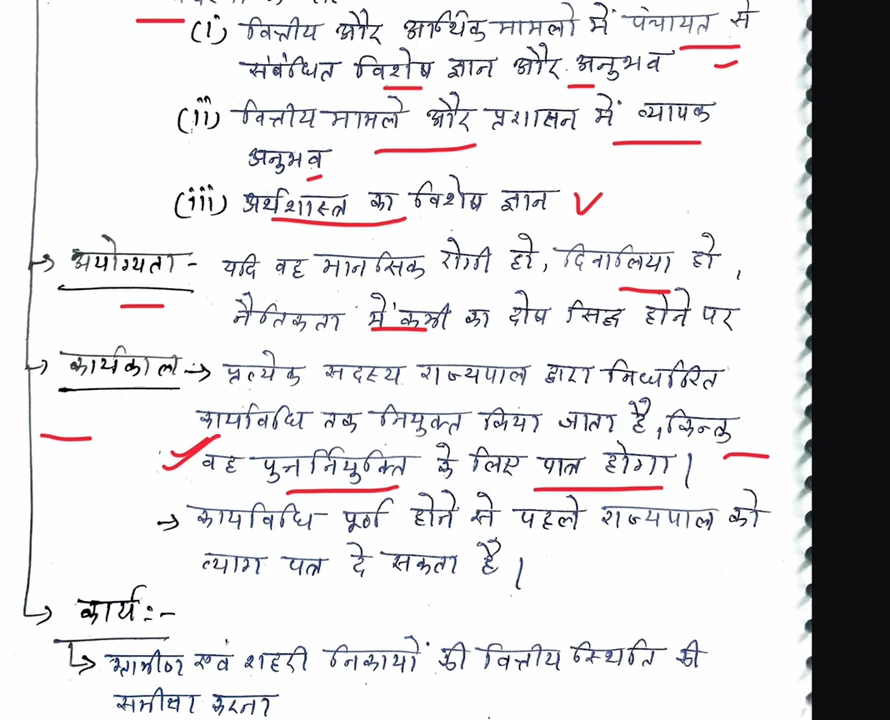 (i) वित्तीय और आर्थिक मामलो में पंचायत से
संबंधित विशेष ज्ञान और अनुभव
(ii) वित्तीय मामले और प्रशासन में व्यापक
अनुभव
(iii) अर्थशास्त्र का विशेष ज्ञान
→ अयोग्यता - यदि वह मानसिक रोगी हो, दिवालिया हो,
नैतिकता में कमी का दोष सिद्ध होने पर
→ कार्यकाल → प्रत्येक सदस्य राज्यपाल द्वारा निर्धारित
कार्यावधि तक नियुक्त किया जाता है, किन्तु
वह पुनर्नियुक्ति के लिए पात्र होगा।
→ कार्यावधि पूर्ण होने से पहले राज्यपाल को
त्याग पत्र दे सकता है।
→ कार्य :-
↳ ग्रामीण एवं शहरी निकायों की वित्तीय स्थिति की
समीक्षा करना